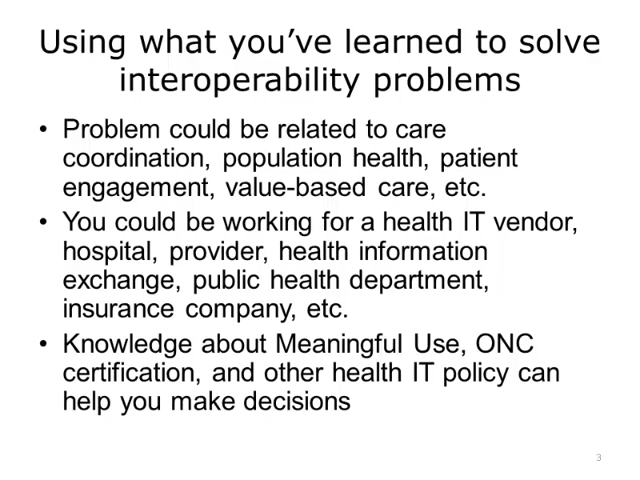 Using what you’ve learned to solve
interoperability problems
• Problem could be related to care
coordination, population health, patient
engagement, value-based care, etc.
• You could be working for a health IT vendor,
hospital, provider, health information
exchange, public health department,
insurance company, etc.
• Knowledge about Meaningful Use, ONC
certification, and other health IT policy can
help you make decisions
3